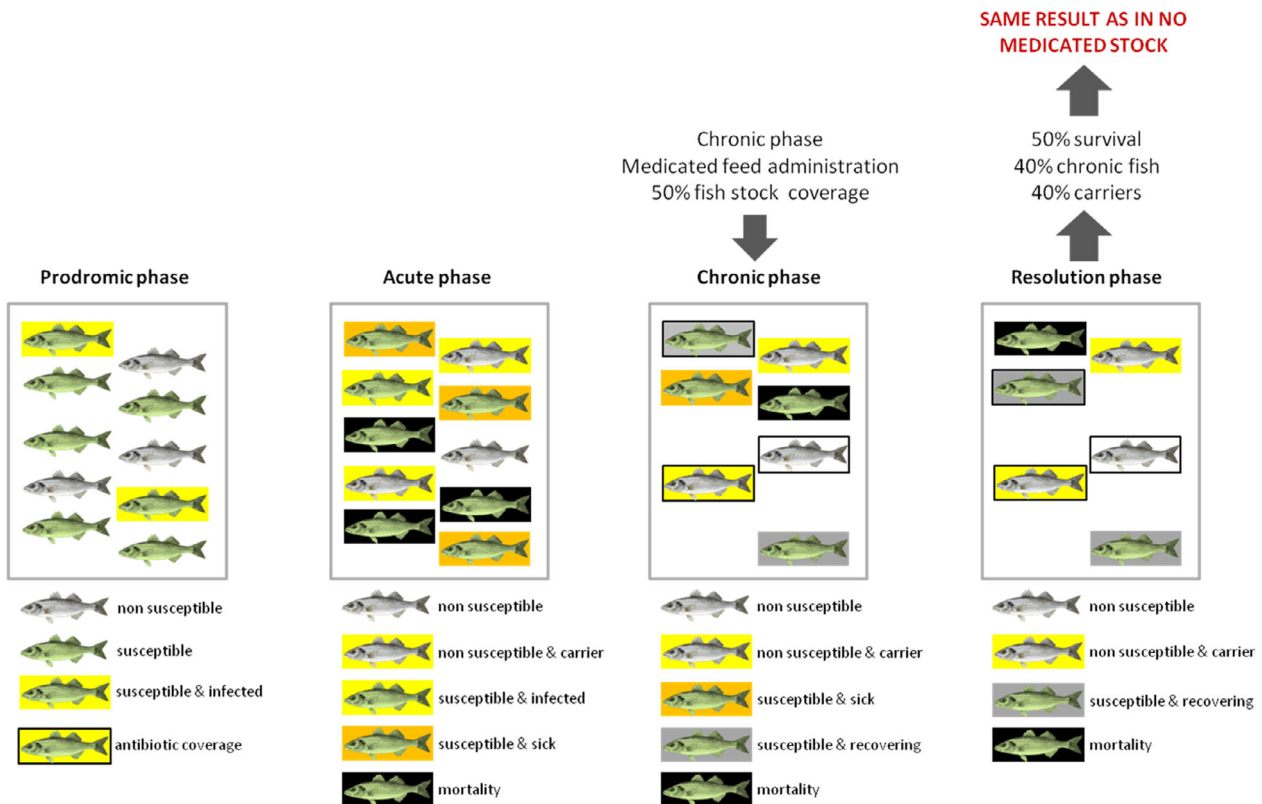 SAME RESULT AS IN NO
MEDICATED STOCK
Chronic phase
Medicated feed administration
50% fish stock coverage
50% survival
40% chronic fish
40% carriers
Prodromic phase
Acute phase
Chronic phase
Resolution phase
non susceptible
susceptible
susceptible & infected
antibiotic coverage
non susceptible
non susceptible & carrier
susceptible & infected
susceptible & sick
mortality
non susceptible
non susceptible & carrier
susceptible & sick
susceptible & recovering
mortality
non susceptible
non susceptible & carrier
susceptible & recovering
mortality